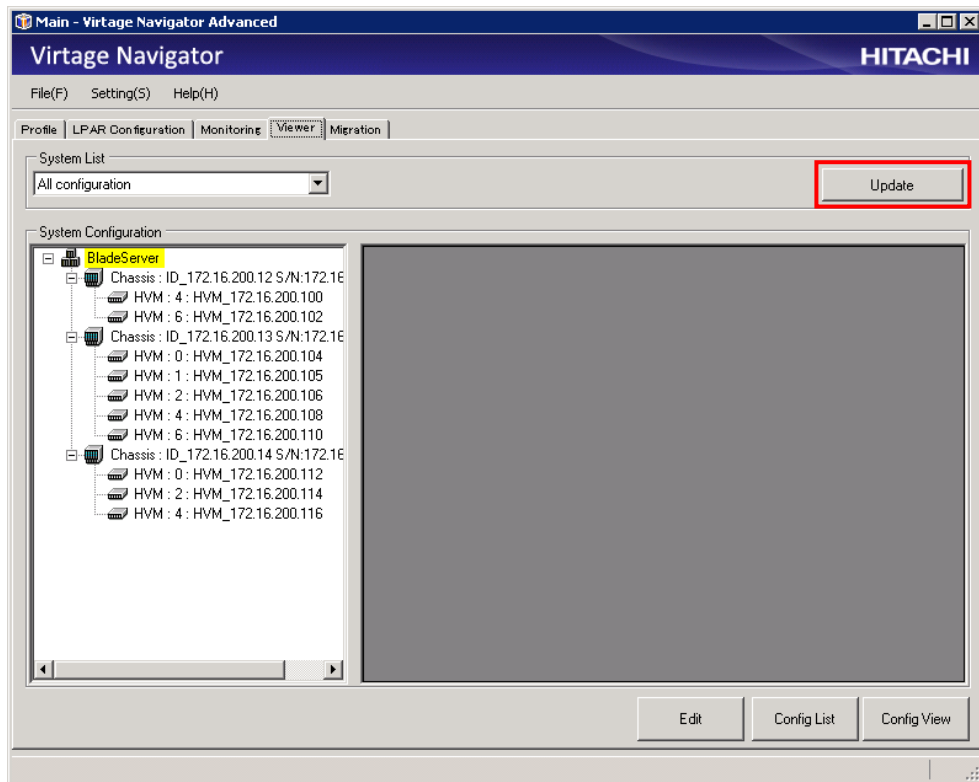 Main - Virtage Navigator Advanced
Virtage Navigator
HITACHI
File(F) Setting(S) Help(H)
Profile LPAR Configuration Monitoring Viewer Migration
System List
All configuration
Update
System Configuration
BladeServer
Chassis : ID_172.16.200.12 S/N:172.16
HVM : 4 : HVM_172.16.200.100
HVM : 6 : HVM_172.16.200.102
Chassis : ID_172.16.200.13 S/N:172.16
HVM : 0 : HVM_172.16.200.104
HVM : 1 : HVM_172.16.200.105
HVM : 2 : HVM_172.16.200.106
HVM : 4 : HVM_172.16.200.108
HVM : 6 : HVM_172.16.200.110
Chassis : ID_172.16.200.14 S/N:172.16
HVM : 0 : HVM_172.16.200.112
HVM : 2 : HVM_172.16.200.114
HVM : 4 : HVM_172.16.200.116
Edit Config List Config View